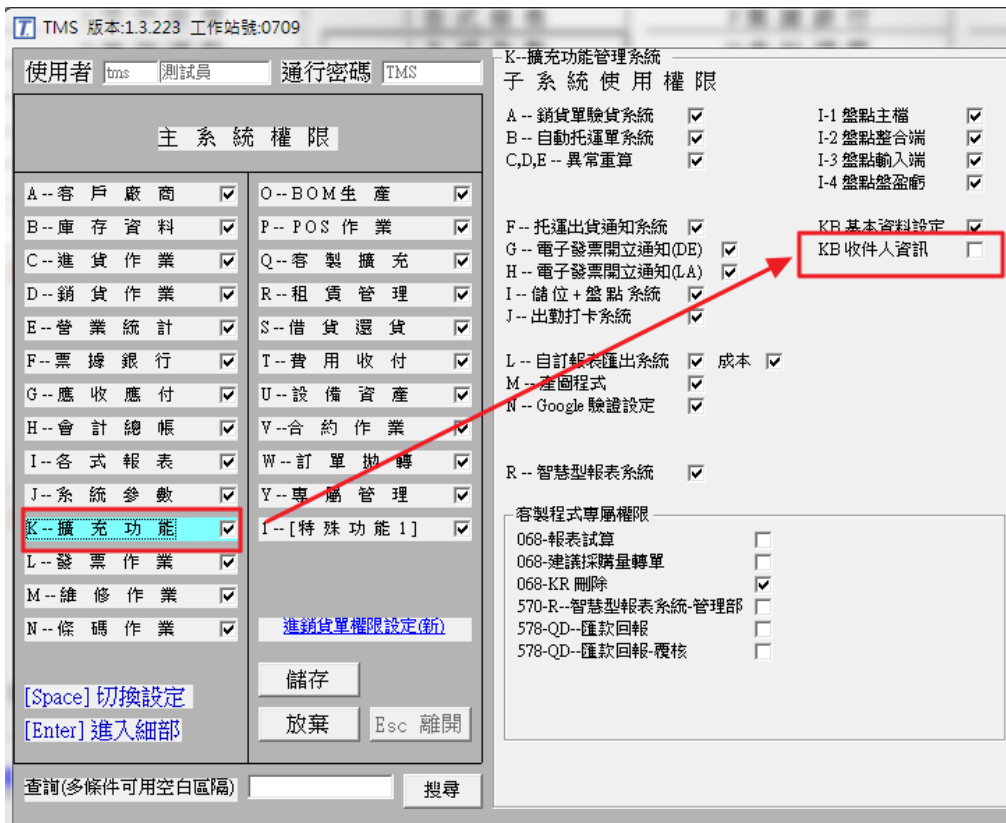 TMS 版本:1.3.223 工作站號:0709
使用者 tms 測試員 通行密碼 TMS
主 系 統 權 限
A--客 戶 廠 商
B--庫 存 資 料
C--進 貨 作 業
D--銷 貨 作 業
E--營 業 統 計
F--票 據 銀 行
G--應 收 應 付
H--會 計 總 帳
I--各 式 報 表
J--系 統 參 數
K--擴 充 功 能
L--發 票 作 業
M--維 修 作 業
N--條 碼 作 業
O--BOM生 產
P--POS 作 業
Q--客 製 擴 充
R--租 賃 管 理
S--借 貨 還 貨
T--費 用 收 付
U--設 備 資 產
V--合 約 作 業
W--訂 單 拋 轉
Y--專 屬 管 理
1--[特 殊 功 能 1]
進銷貨單權限設定(新)
[Space] 切換設定
[Enter] 進入細部
儲存
放棄 Esc 離開
查詢(多條件可用空白區隔) 搜尋
K--擴充功能管理系統
子 系 統 使 用 權 限
A -- 銷貨單驗貨系統
B -- 自動托運單系統
C,D,E -- 異常重算
F -- 托運出貨通知系統
G -- 電子發票開立通知(DE)
H -- 電子發票開立通知(LA)
I -- 儲位 + 盤 點 系統
J -- 出勤打卡系統
L -- 自訂報表匯出系統 成本
M -- 產圖程式
N -- Google 驗證設定
R -- 智慧型報表系統
I-1 盤點主檔
I-2 盤點整合端
I-3 盤點輸入端
I-4 盤點盤盈虧
KB 基本資料設定
KB 收件人資訊
客製程式專屬權限
068-報表試算
068-建議採購量轉單
068-KR 刪除
570-R--智慧型報表系統-管理部
578-QD--匯款回報
578-QD--匯款回報-覆核